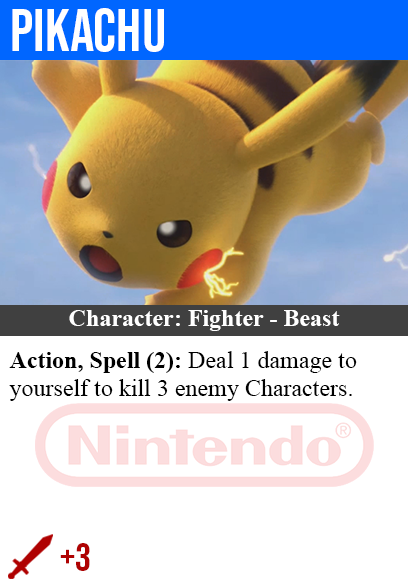 PIKACHU
Character: Fighter - Beast
Action, Spell (2): Deal 1 damage to
yourself to kill 3 enemy Characters.
Nintendo®
+3